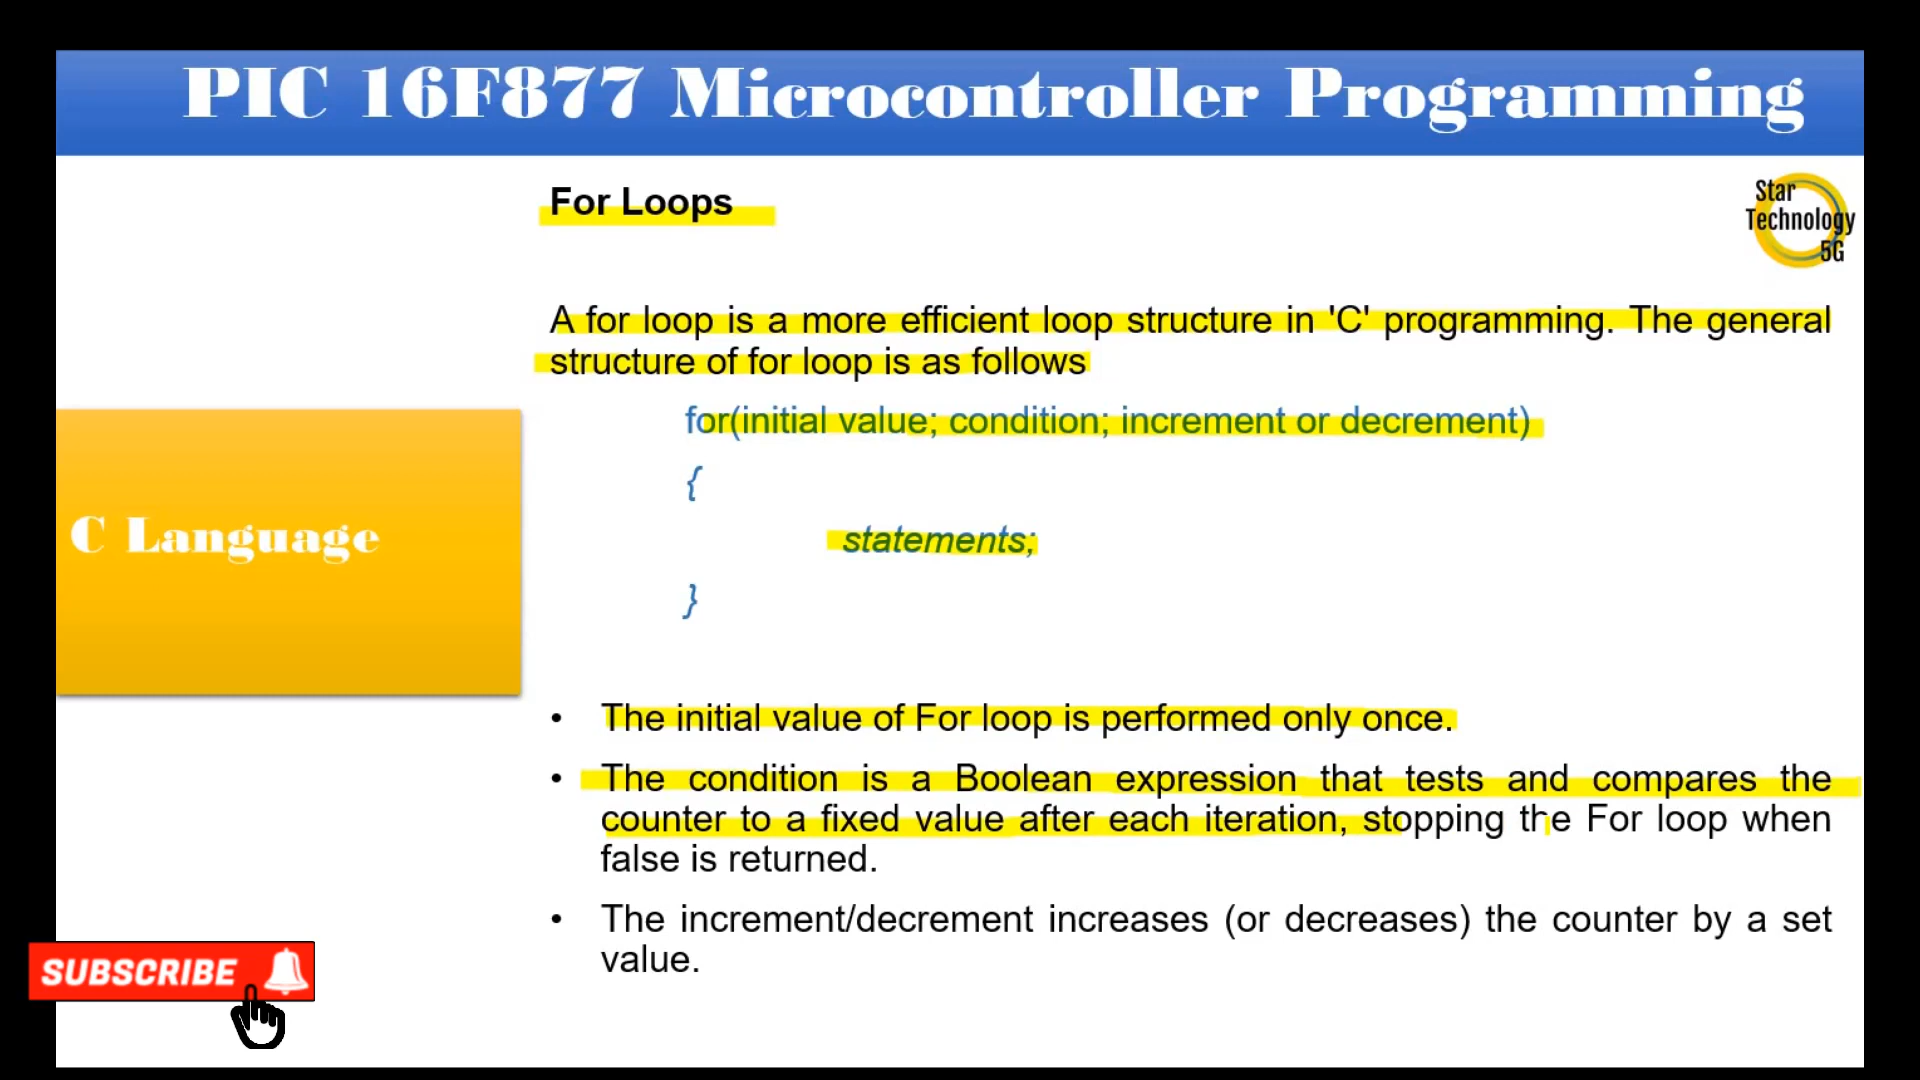 PIC 16F877 Microcontroller Programming
For Loops
Star
Technology
5G
A for loop is a more efficient loop structure in 'C' programming. The general
structure of for loop is as follows
for(initial value; condition; increment or decrement)
{
statements;
}
C Language
• The initial value of For loop is performed only once.
• The condition is a Boolean expression that tests and compares the
counter to a fixed value after each iteration, stopping the For loop when
false is returned.
• The increment/decrement increases (or decreases) the counter by a set
value.
SUBSCRIBE